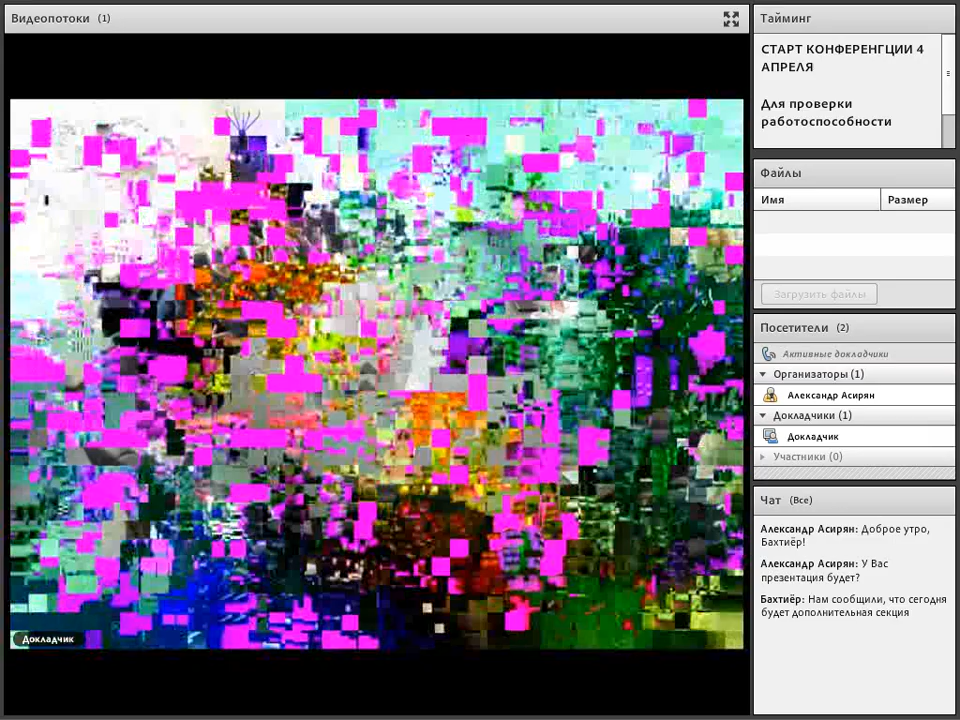 Видеопотоки (1)
Докладчик
Тайминг
СТАРТ КОНФЕРЕНГЦИИ 4
АПРЕЛЯ
Для проверки
работоспособности
Файлы
Имя Размер
Загрузить файлы
Посетители (2)
Активные докладчики
Организаторы (1)
Александр Асирян
Докладчики (1)
Докладчик
Участники (0)
Чат (Все)
Александр Асирян: Доброе утро,
Бахтиёр!
Александр Асирян: У Вас
презентация будет?
Бахтиёр: Нам сообщили, что сегодня
будет дополнительная секция